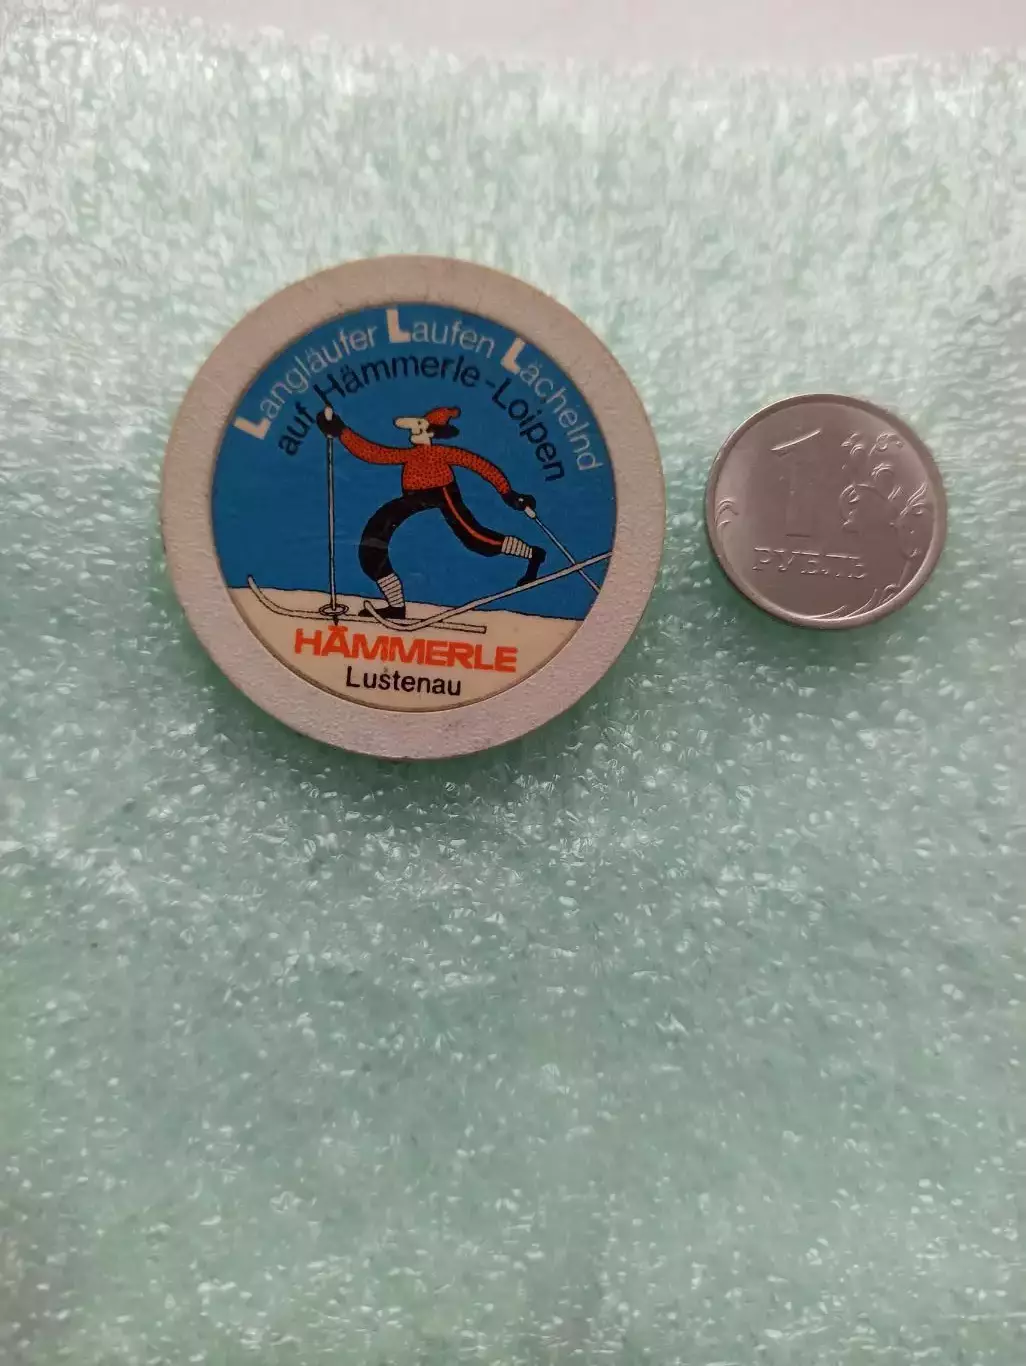 Langläufer Laufen Lächelnd
auf Hämmerle-Loipen
HÄMMERLE
Lustenau
1
РУБЛЬ